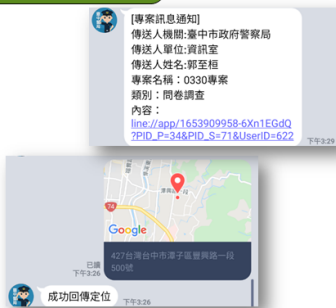 [專案訊息通知]
傳送人機關:臺中市政府警察局
傳送人單位:資訊室
傳送人姓名:郭至桓
專案名稱：0330專案
類別：問卷調查
內容：
line://app/1653909958-6Xn1EGdQ
?PID_P=34&PID_S=71&UserID=622
下午3:29
74
Google
427台灣台中市潭子區豐興路一段
500號
已讀
下午3:26
成功回傳定位
下午3:26